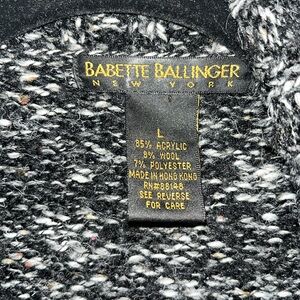 BABETTE BALLINGER
NEW YORK
L
85% ACRYLIC
8% WOOL
7% POLYESTER
MADE IN HONG KONG
RN#88148
SEE REVERSE
FOR CARE